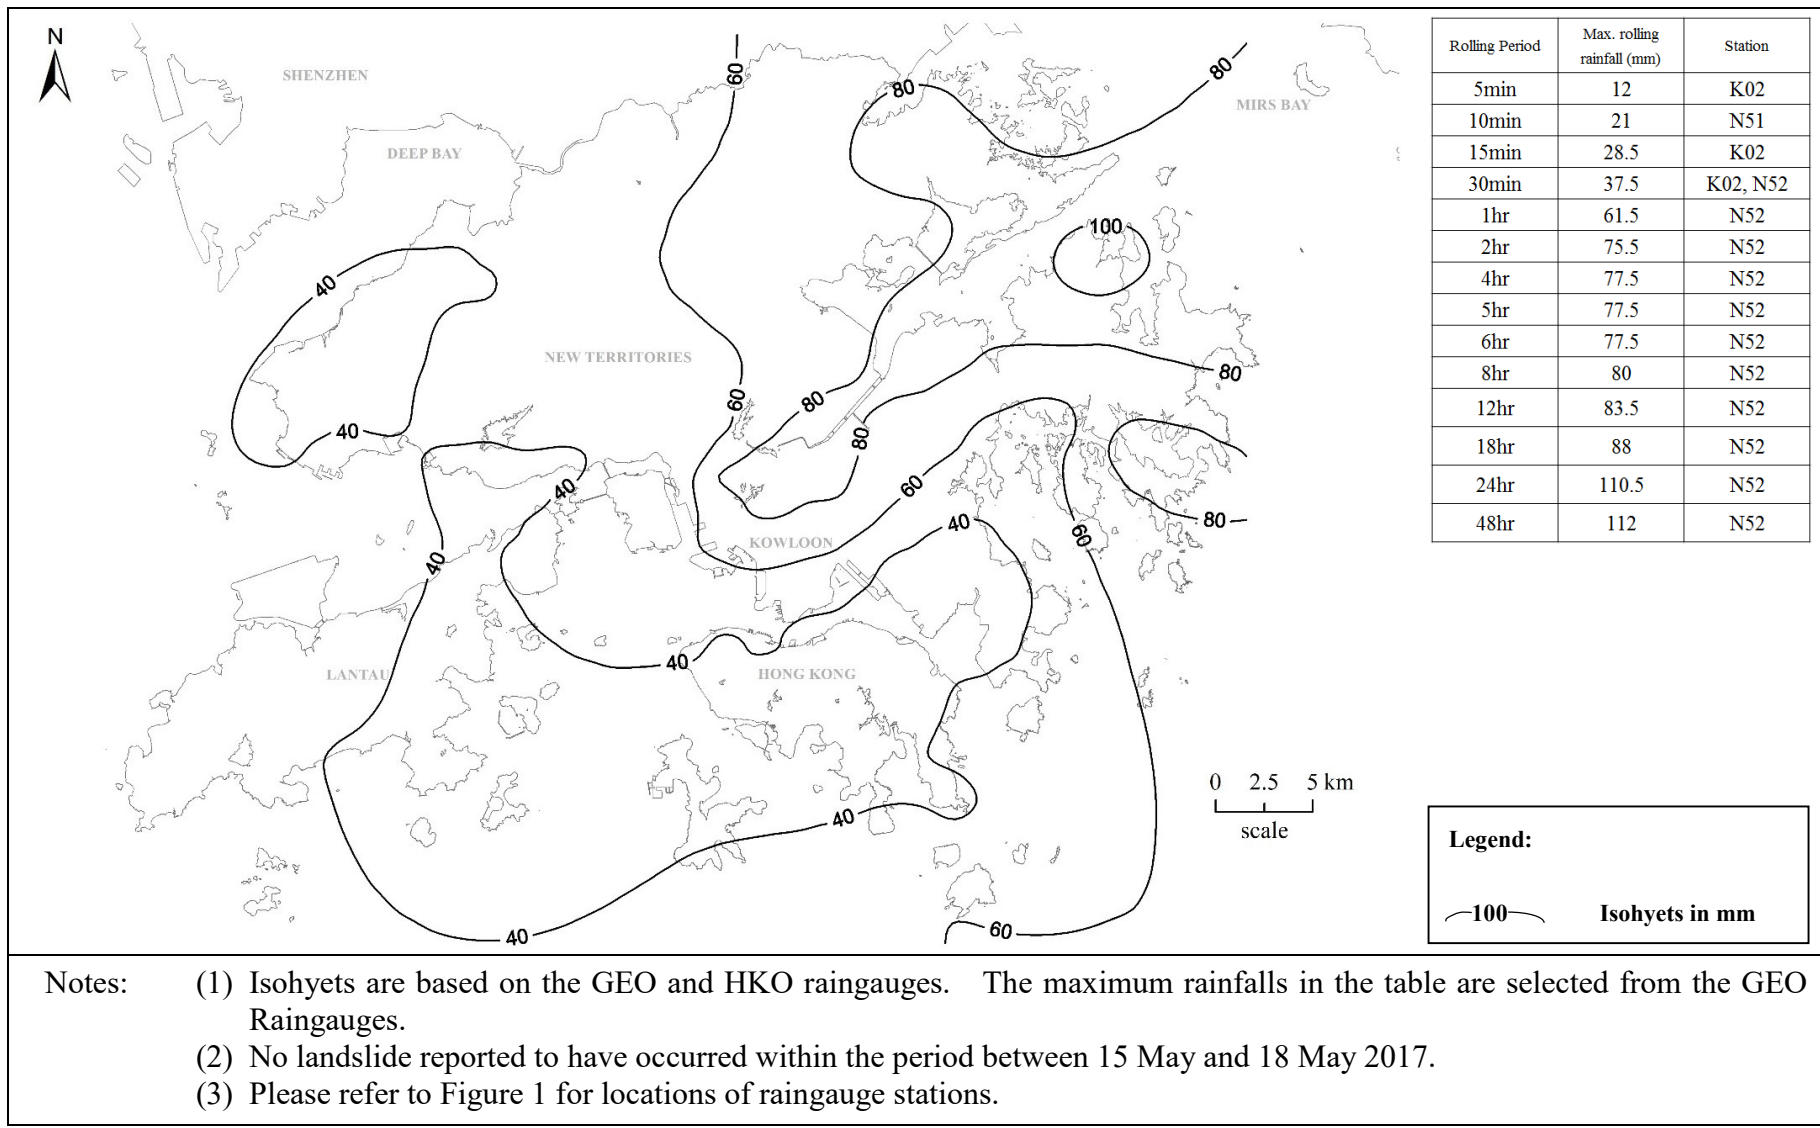 N
SHENZHEN
DEEP BAY
MIRS BAY
NEW TERRITORIES
KOWLOON
LANTAU
HONG KONG
60
80
80
100
40
40
60
80
80
80
60
40
40
40
60
80
40
40
40
60
0 2.5 5 km
scale
Rolling Period Max. rolling rainfall (mm) Station
5min 12 K02
10min 21 N51
15min 28.5 K02
30min 37.5 K02, N52
1hr 61.5 N52
2hr 75.5 N52
4hr 77.5 N52
5hr 77.5 N52
6hr 77.5 N52
8hr 80 N52
12hr 83.5 N52
18hr 88 N52
24hr 110.5 N52
48hr 112 N52
Legend:
100 Isohyets in mm
Notes: (1) Isohyets are based on the GEO and HKO raingauges. The maximum rainfalls in the table are selected from the GEO
Raingauges.
(2) No landslide reported to have occurred within the period between 15 May and 18 May 2017.
(3) Please refer to Figure 1 for locations of raingauge stations.